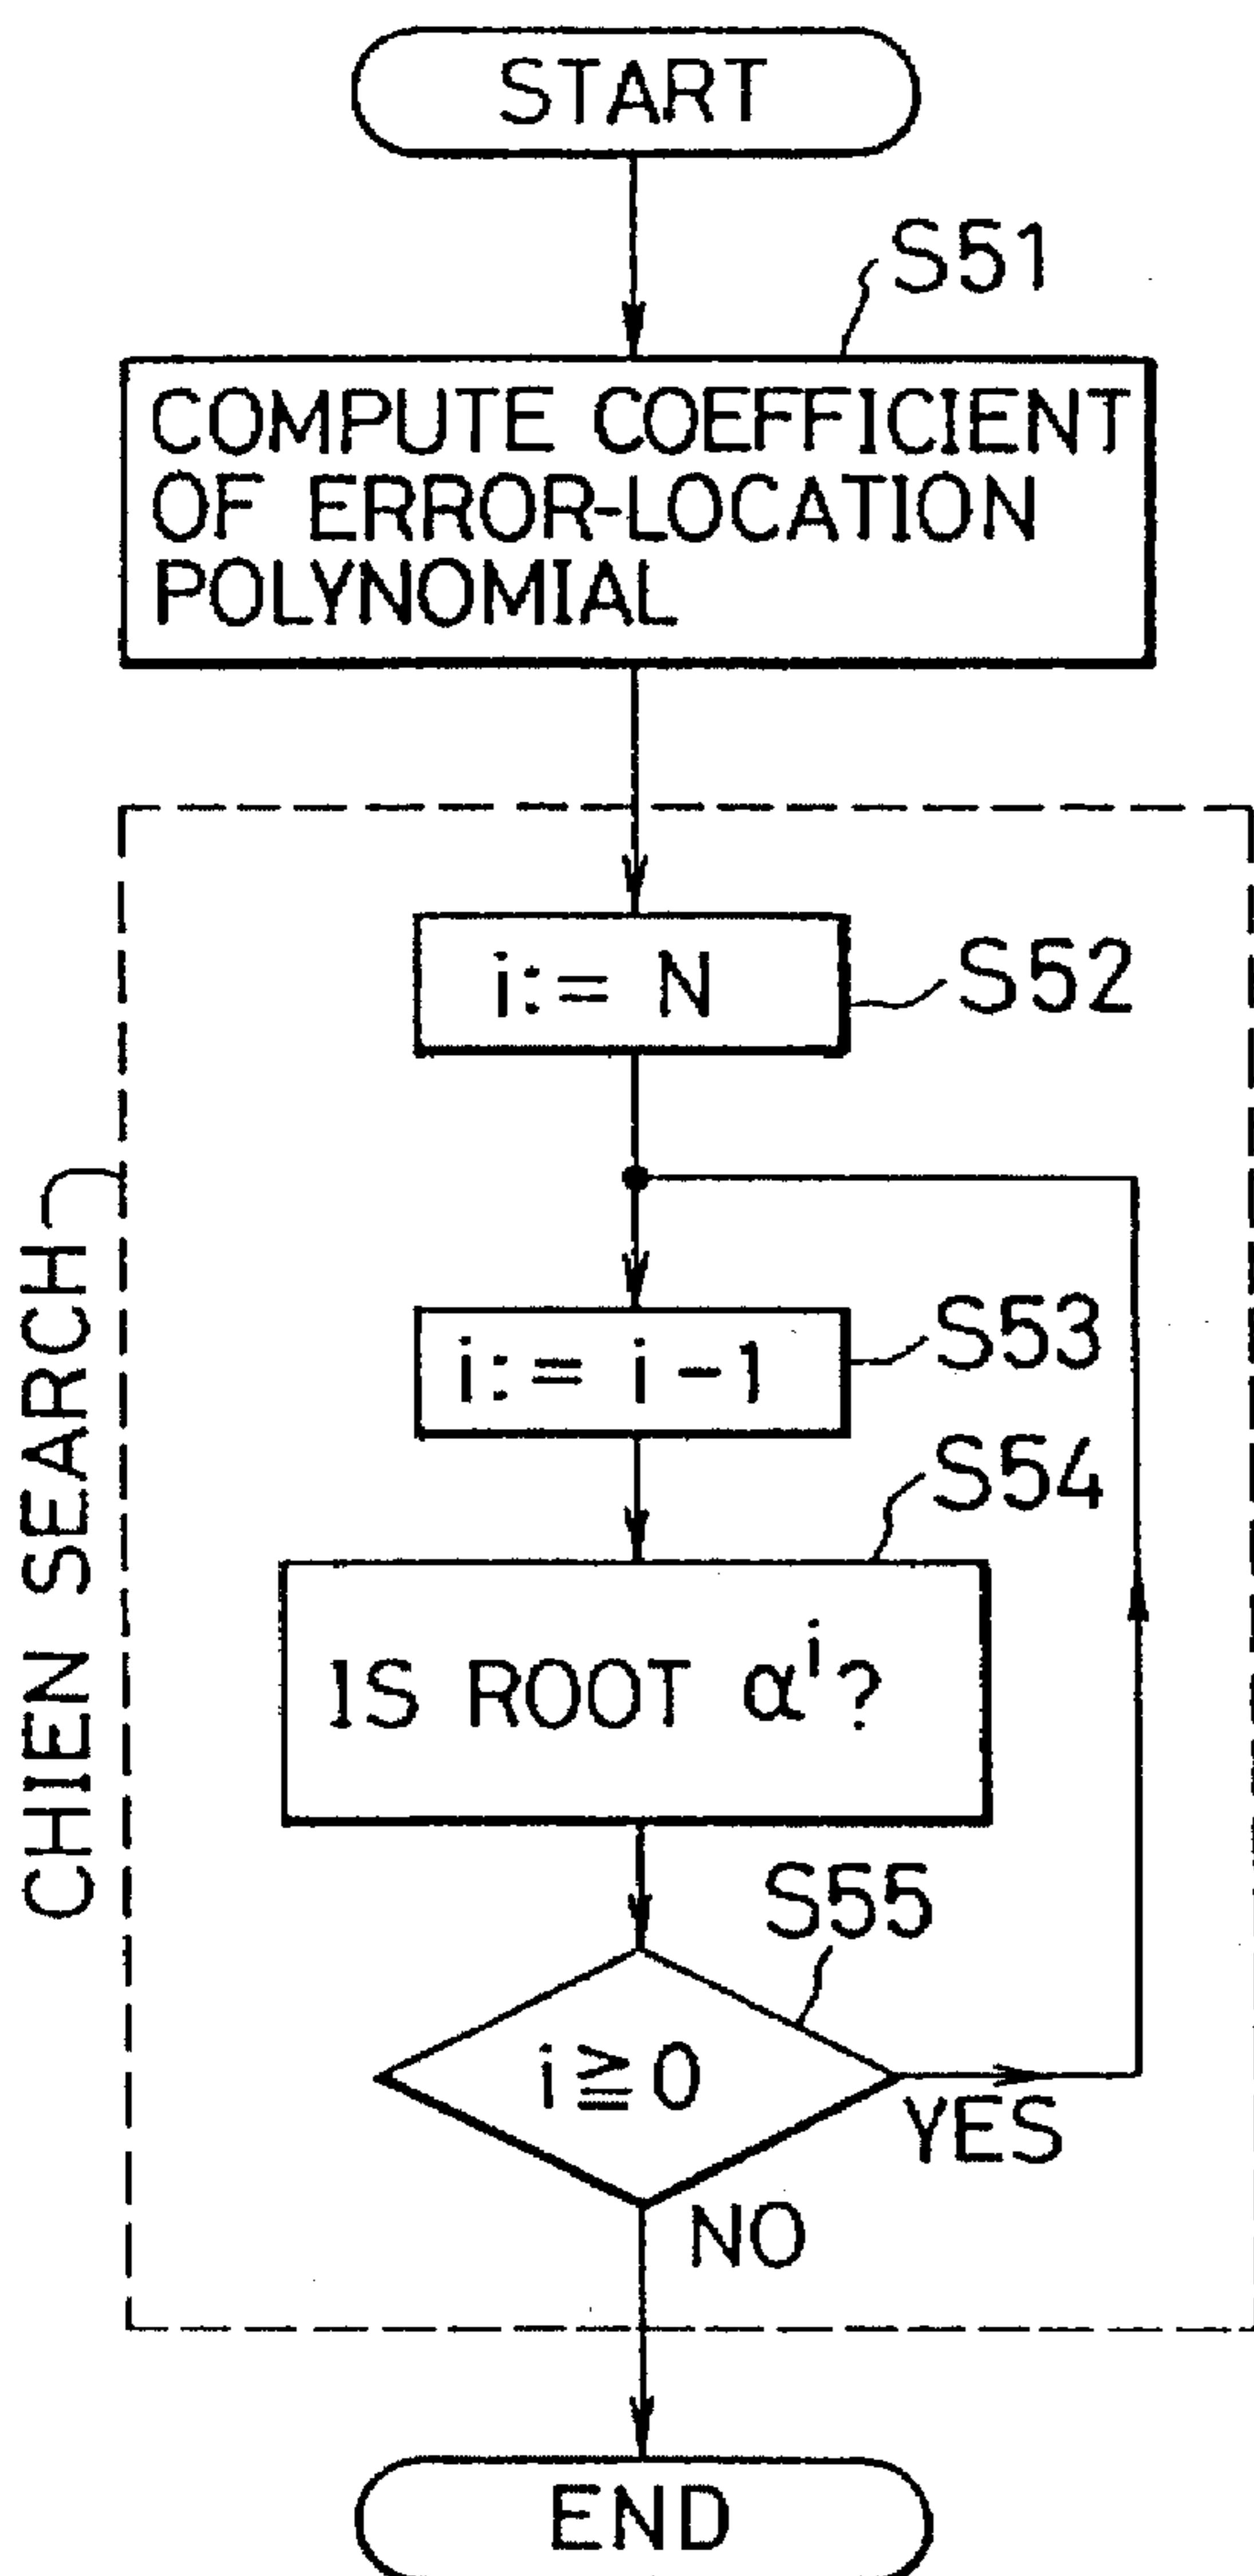 START
S51
COMPUTE COEFFICIENT
OF ERROR-LOCATION
POLYNOMIAL
CHIEN SEARCH
i:= N
S52
i:= i-1
S53
S54
IS ROOT αⁱ?
S55
i≧0
YES
NO
END